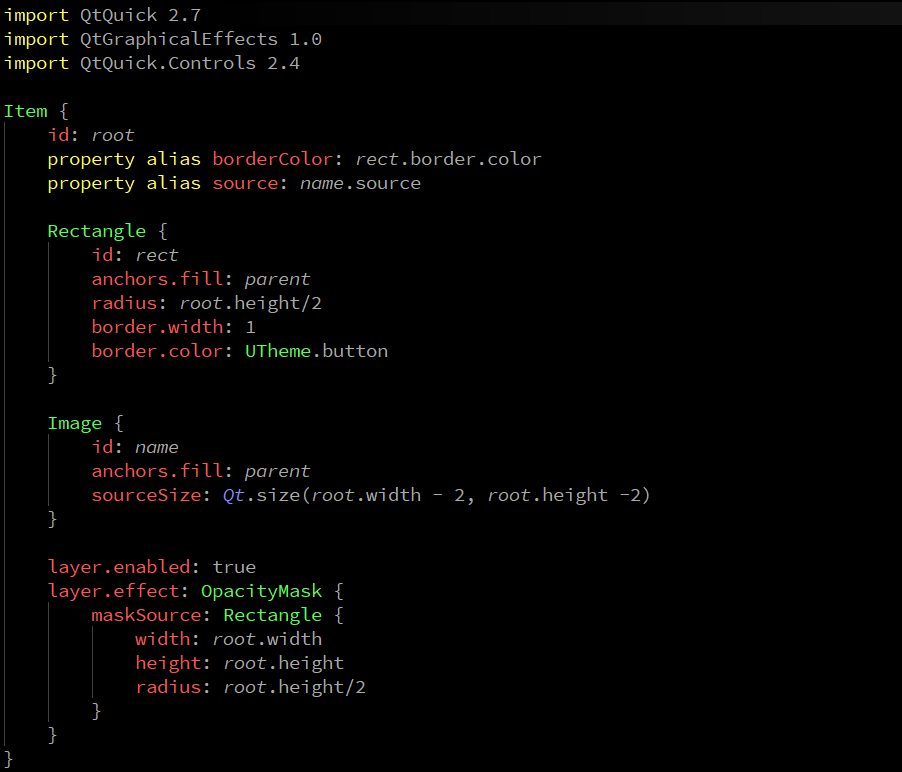 import QtQuick 2.7
import QtGraphicalEffects 1.0
import QtQuick.Controls 2.4

Item {
    id: root
    property alias borderColor: rect.border.color
    property alias source: name.source

    Rectangle {
        id: rect
        anchors.fill: parent
        radius: root.height/2
        border.width: 1
        border.color: UTheme.button
    }

    Image {
        id: name
        anchors.fill: parent
        sourceSize: Qt.size(root.width - 2, root.height -2)
    }

    layer.enabled: true
    layer.effect: OpacityMask {
        maskSource: Rectangle {
            width: root.width
            height: root.height
            radius: root.height/2
        }
    }
}